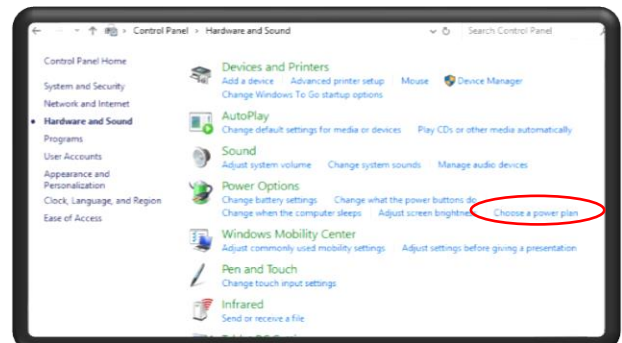 Control Panel > Hardware and Sound
Search Control Panel
Control Panel Home
System and Security
Network and Internet
Hardware and Sound
Programs
User Accounts
Appearance and
Personalization
Clock, Language, and Region
Ease of Access
Devices and Printers
Add a device Advanced printer setup Mouse Device Manager
Change Windows To Go startup options
AutoPlay
Change default settings for media or devices Play CDs or other media automatically
Sound
Adjust system volume Change system sounds Manage audio devices
Power Options
Change battery settings Change what the power buttons do
Change when the computer sleeps Adjust screen brightness Choose a power plan
Windows Mobility Center
Adjust commonly used mobility settings Adjust settings before giving a presentation
Pen and Touch
Change touch input settings
Infrared
Send or receive a file